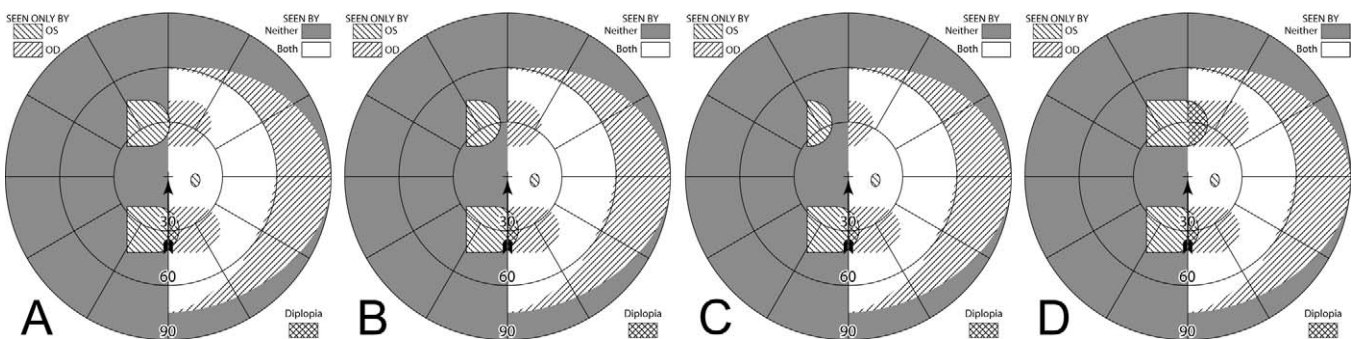 SEEN ONLY BY
OS
OD
SEEN BY
Neither
Both
30
60
90
Diplopia
A
SEEN ONLY BY
OS
OD
SEEN BY
Neither
Both
30
60
90
Diplopia
B
SEEN ONLY BY
OS
OD
SEEN BY
Neither
Both
30
60
90
Diplopia
C
SEEN ONLY BY
OS
OD
SEEN BY
Neither
Both
30
60
90
Diplopia
D